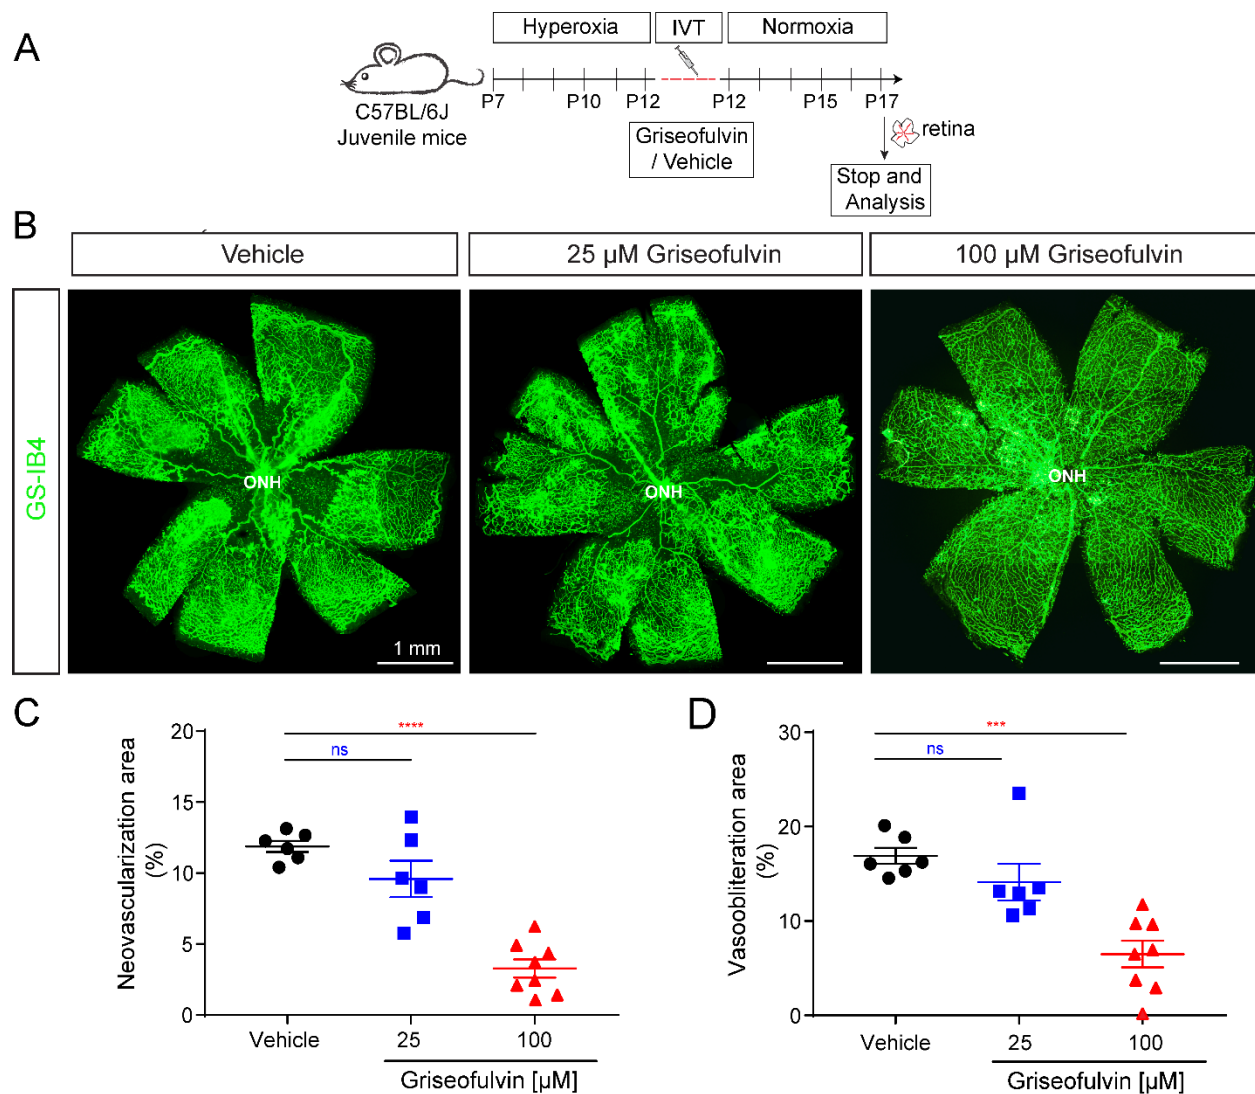 A
Hyperoxia IVT Normoxia
P7 P10 P12 P12 P15 P17
C57BL/6J
Juvenile mice
Griseofulvin
/ Vehicle
retina
Stop and
Analysis
B
Vehicle 25 µM Griseofulvin 100 µM Griseofulvin
GS-IB4
ONH ONH ONH
1 mm
C
Neovascularization area
(%)
20
15
10
5
0
****
ns
Vehicle 25 100
Griseofulvin [µM]
D
Vasoobliteration area
(%)
30
20
10
0
***
ns
Vehicle 25 100
Griseofulvin [µM]